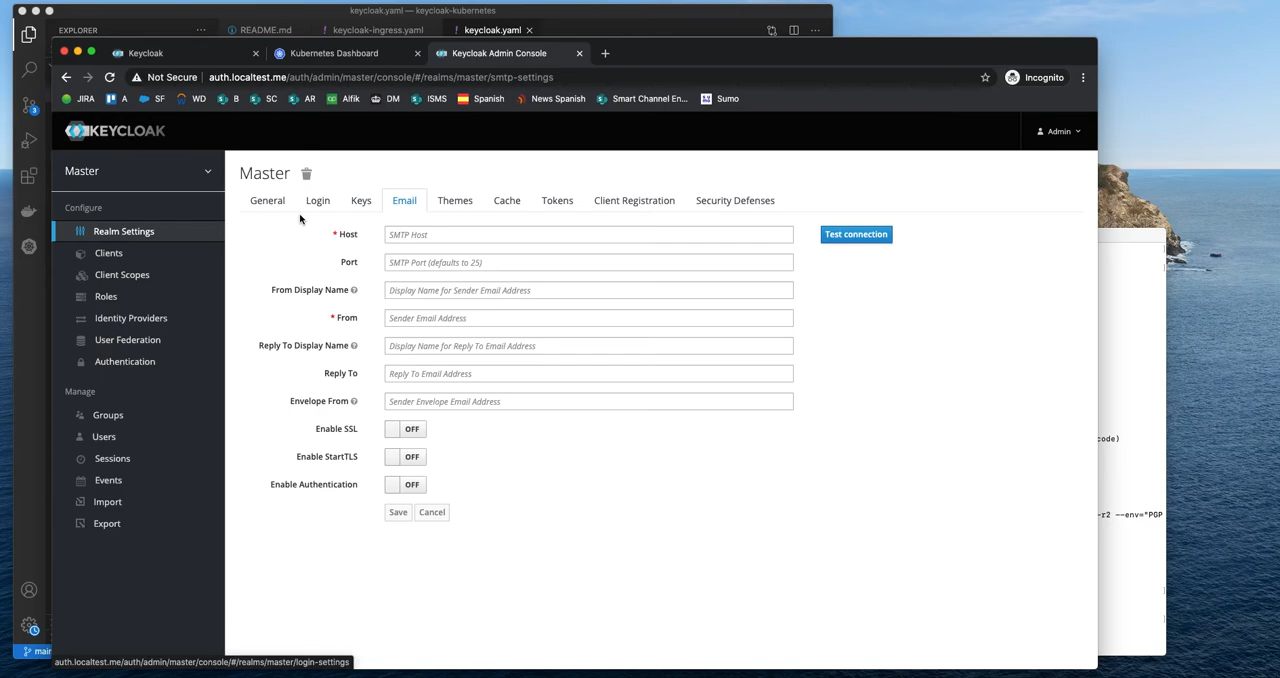 keycloak.yaml — keycloak-kubernetes
EXPLORER
README.md
keycloak-ingress.yaml
keycloak.yaml
Keycloak
Kubernetes Dashboard
Keycloak Admin Console
Not Secure
auth.localtest.me/auth/admin/master/console/#/realms/master/smtp-settings
Incognito
JIRA
A
SF
WD
B
SC
AR
Alfik
DM
ISMS
Spanish
News Spanish
Smart Channel En...
Sumo
KEYCLOAK
Admin
Master
Configure
Realm Settings
Clients
Client Scopes
Roles
Identity Providers
User Federation
Authentication
Manage
Groups
Users
Sessions
Events
Import
Export
Master
General
Login
Keys
Email
Themes
Cache
Tokens
Client Registration
Security Defenses
* Host
SMTP Host
Test connection
Port
SMTP Port (defaults to 25)
From Display Name
Display Name for Sender Email Address
* From
Sender Email Address
Reply To Display Name
Display Name for Reply To Email Address
Reply To
Reply To Email Address
Envelope From
Sender Envelope Email Address
Enable SSL
OFF
Enable StartTLS
OFF
Enable Authentication
OFF
Save
Cancel
code)
-r2 --env="PGP
3
main
auth.localtest.me/auth/admin/master/console/#/realms/master/login-settings